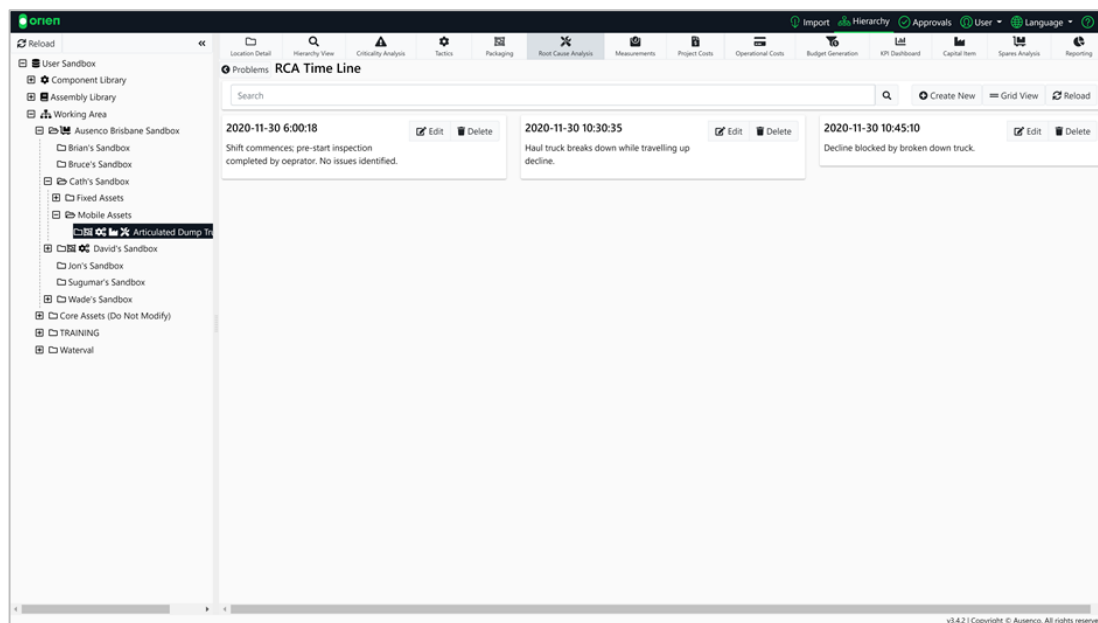 orien
Import Hierarchy Approvals User Language
Reload
User Sandbox
Component Library
Assembly Library
Working Area
Ausenco Brisbane Sandbox
Brian's Sandbox
Bruce's Sandbox
Cath's Sandbox
Fixed Assets
Mobile Assets
Articulated Dump Tru
David's Sandbox
Jon's Sandbox
Sugumar's Sandbox
Wade's Sandbox
Core Assets (Do Not Modify)
TRAINING
Waterval
Location Detail Hierarchy View Criticality Analysis Tactics Packaging Root Cause Analysis Measurements Project Costs Operational Costs Budget Generation KPI Dashboard Capital Item Spares Analysis Reporting
Problems RCA Time Line
Search Create New Grid View Reload
2020-11-30 6:00:18 Edit Delete
Shift commences; pre-start inspection
completed by oeprator. No issues identified.
2020-11-30 10:30:35 Edit Delete
Haul truck breaks down while travelling up
decline.
2020-11-30 10:45:10 Edit Delete
Decline blocked by broken down truck.
v3.4.2 | Copyright © Ausenco. All rights reserve